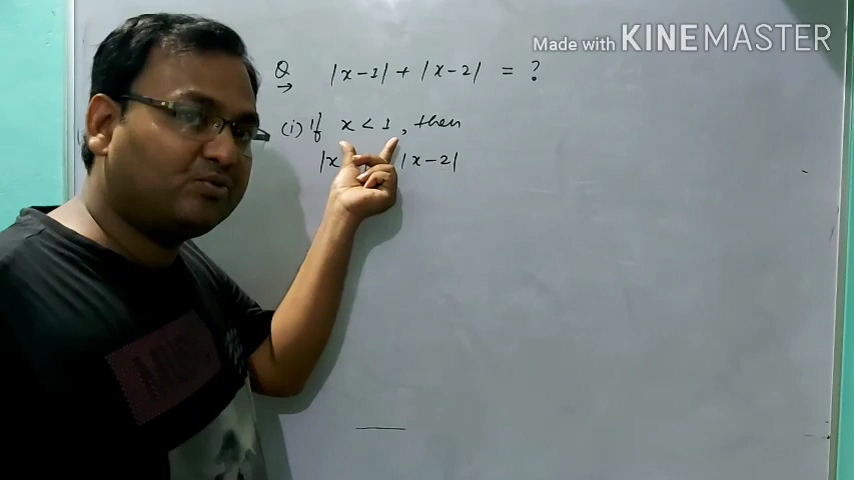 Made with KINEMASTER
Q |x-1| + |x-2| = ?
(i) If x < 1, then
|x |x-2|